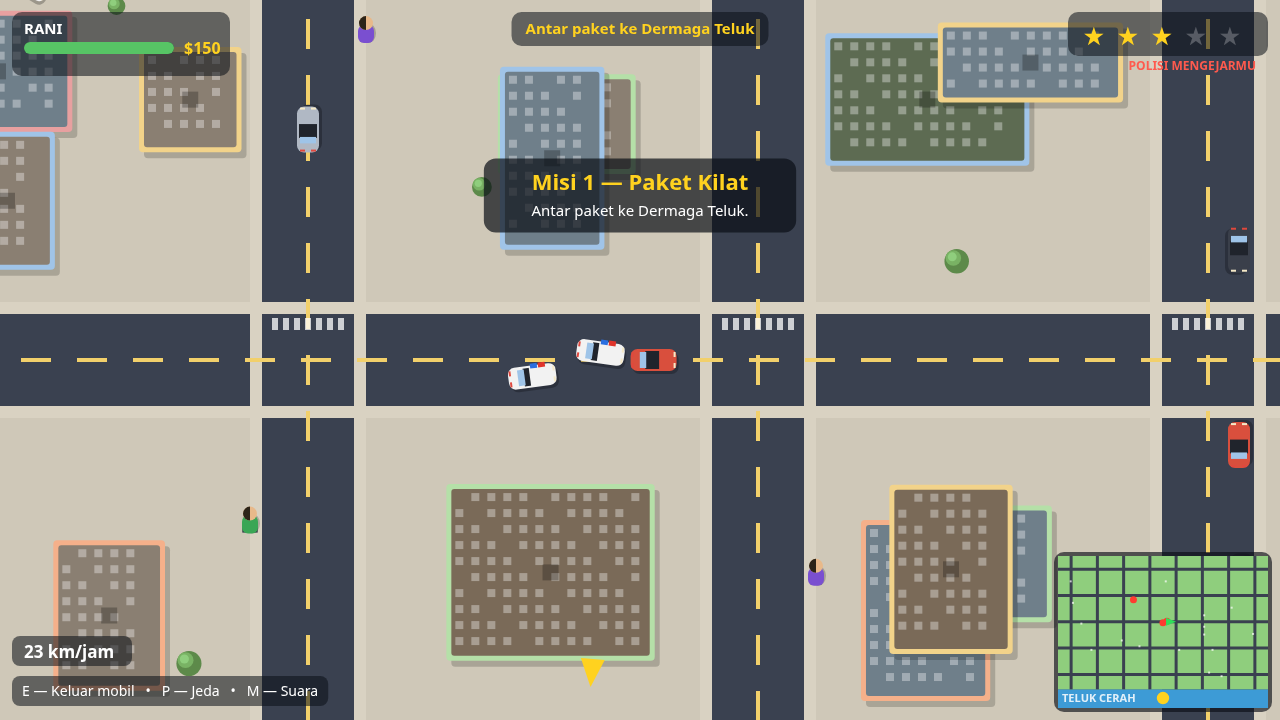 RANI
$150
Antar paket ke Dermaga Teluk
POLISI MENGEJARMU
Misi 1 — Paket Kilat
Antar paket ke Dermaga Teluk.
23 km/jam
E — Keluar mobil • P — Jeda • M — Suara
TELUK CERAH